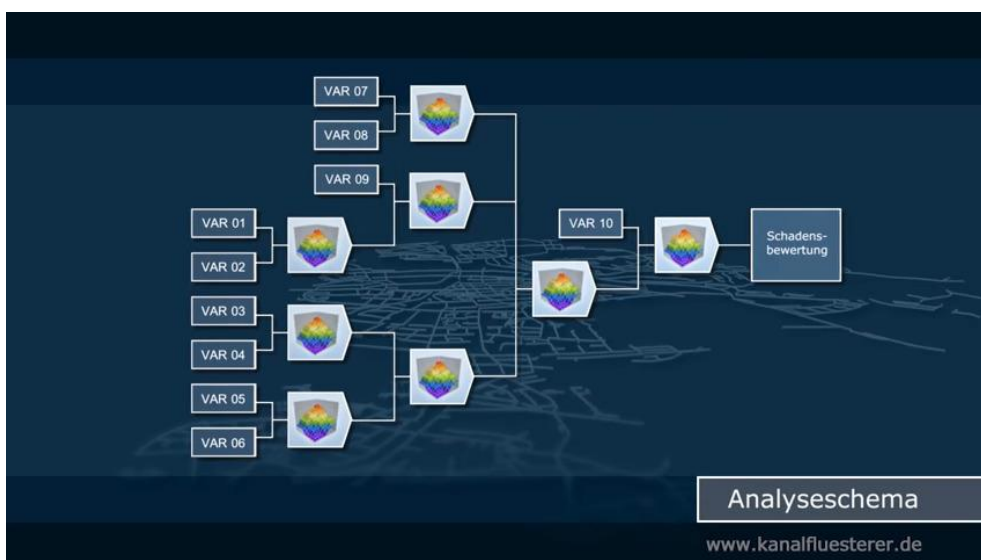 VAR 07
VAR 08
VAR 09
VAR 01
VAR 02
VAR 03
VAR 04
VAR 05
VAR 06
VAR 10
Schadens-
bewertung
Analyseschema
www.kanalfluesterer.de